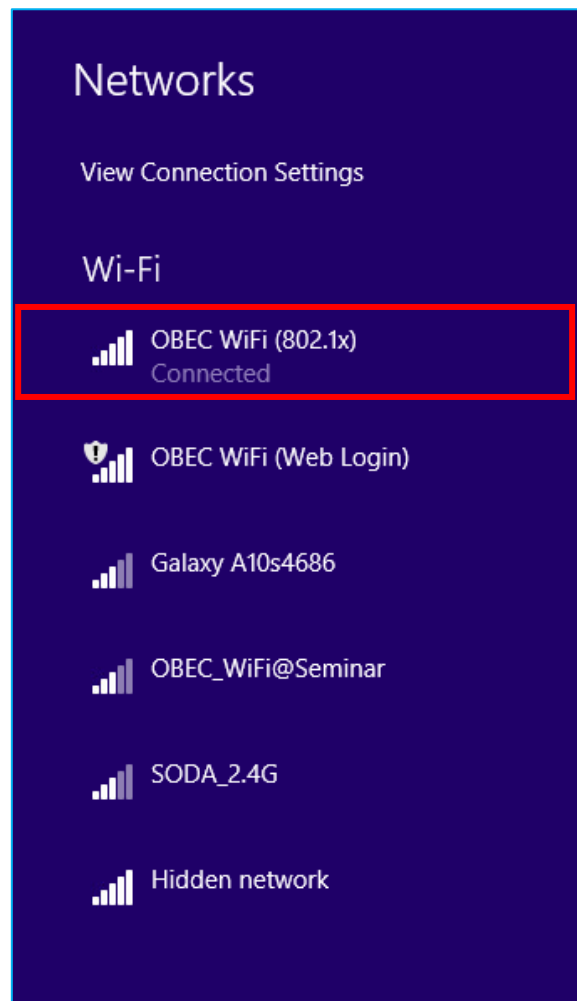 Networks
View Connection Settings
Wi-Fi
OBEC WiFi (802.1x)
Connected
OBEC WiFi (Web Login)
Galaxy A10s4686
OBEC_WiFi@Seminar
SODA_2.4G
Hidden network